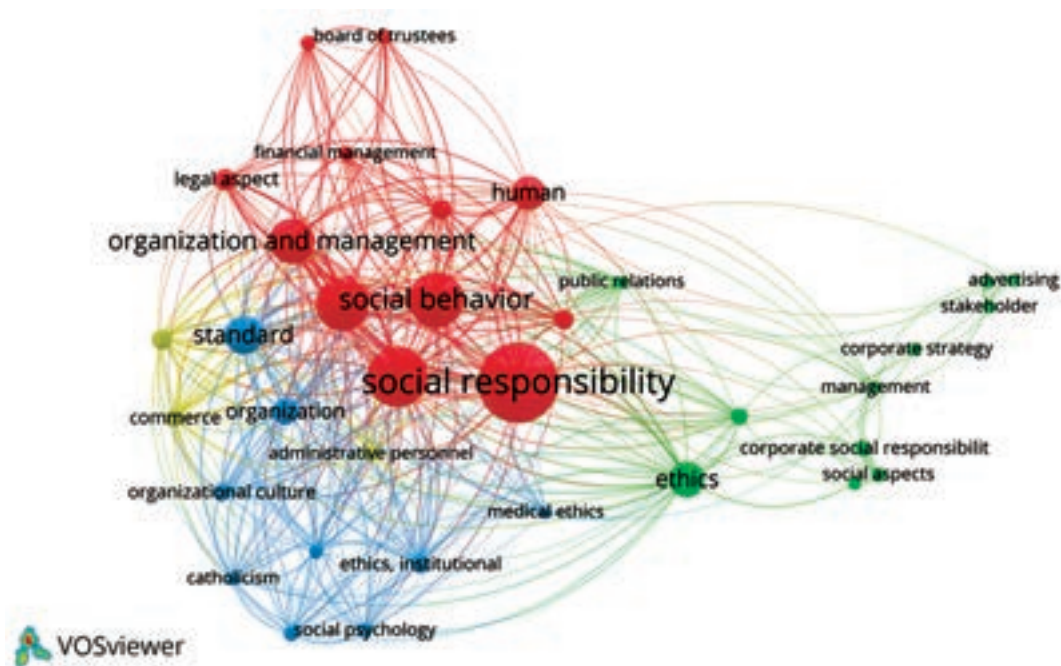 board of trustees
financial management
legal aspect
human
organization and management
public relations
advertising
social behavior
stakeholder
standard
corporate strategy
social responsibility
management
commerce
organization
administrative personnel
corporate social responsibilit
ethics
social aspects
organizational culture
medical ethics
ethics, institutional
catholicism
social psychology
VOSviewer